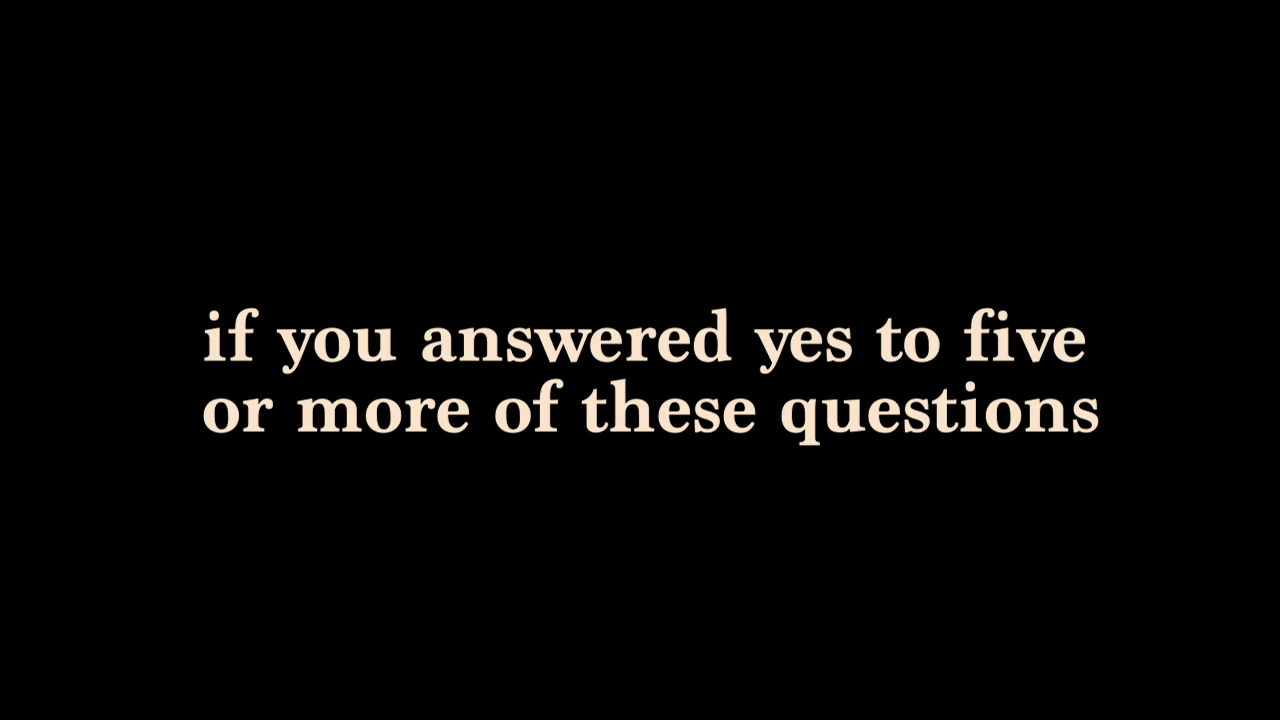 if you answered yes to five
or more of these questions